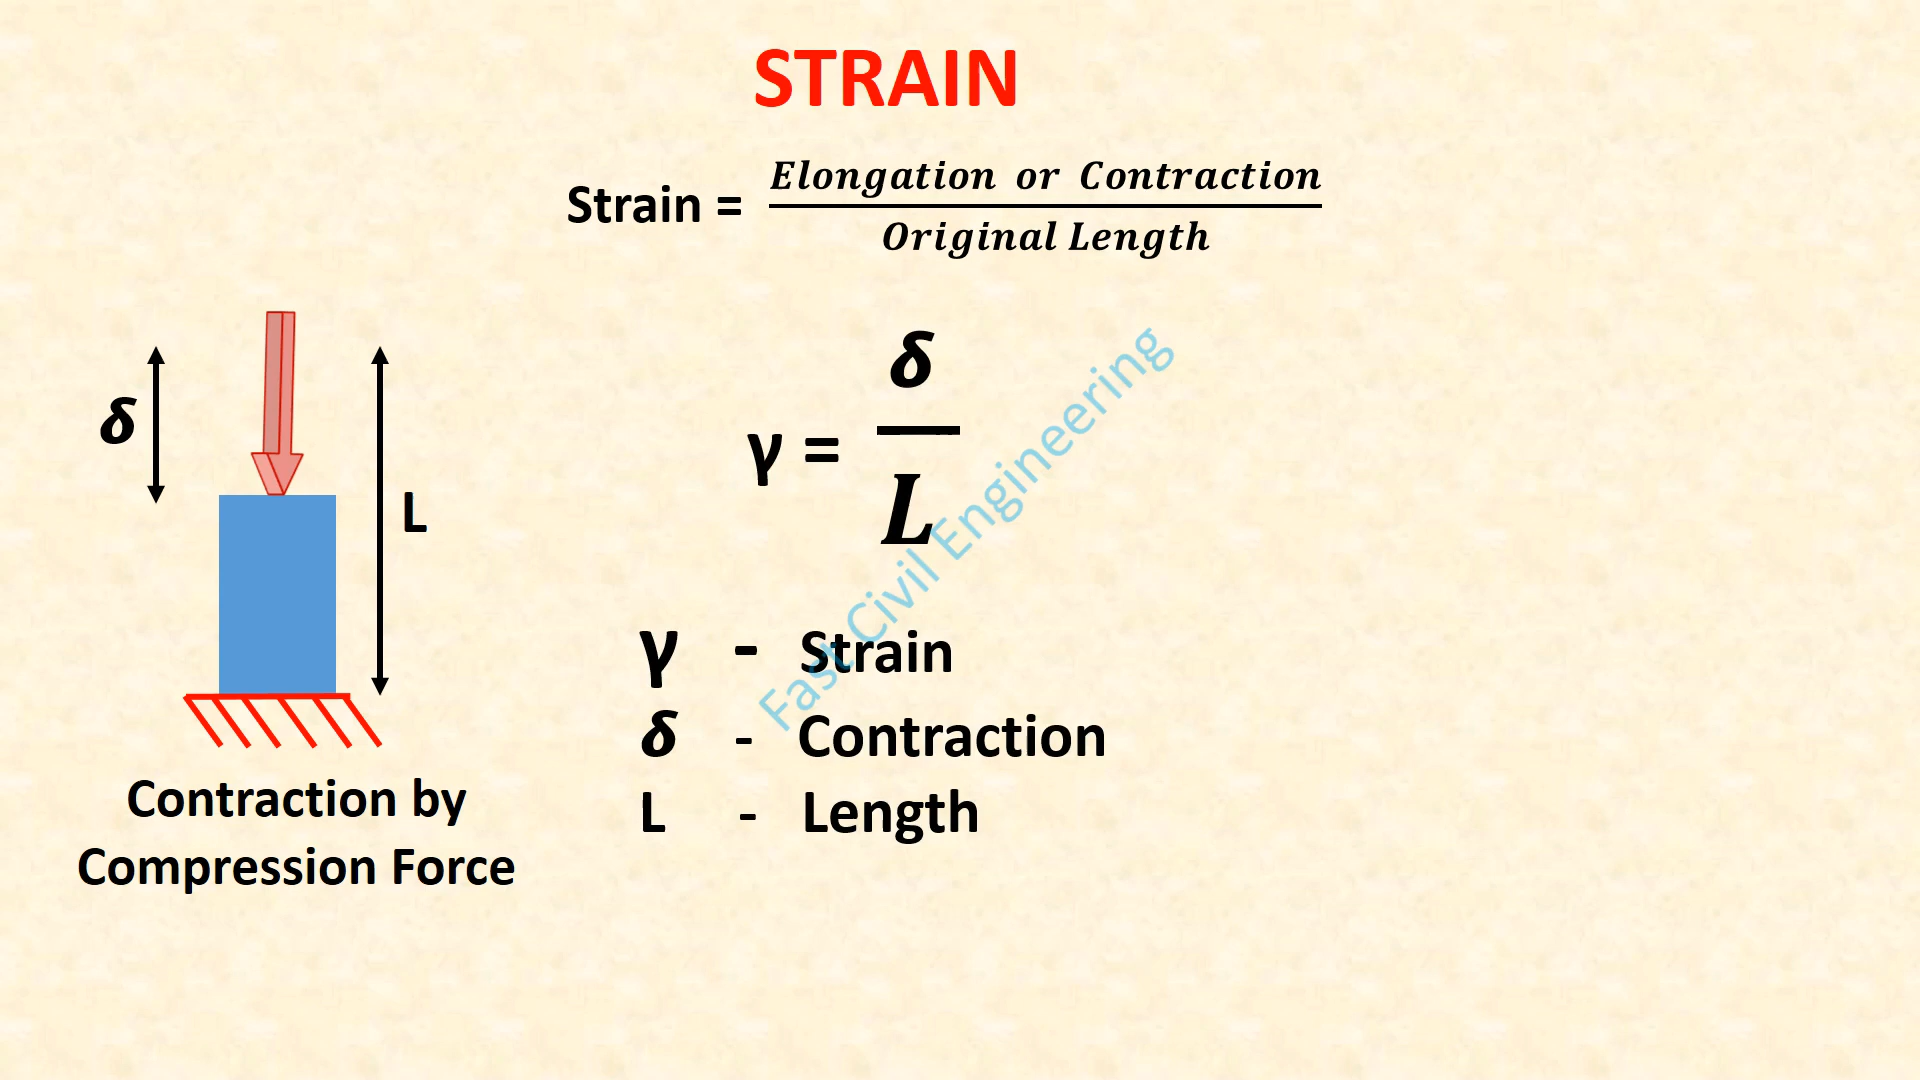 STRAIN
Strain = Elongation or Contraction
Original Length
δ
L
γ = δ
L
γ - Strain
δ - Contraction
L - Length
Contraction by
Compression Force
Fast Civil Engineering